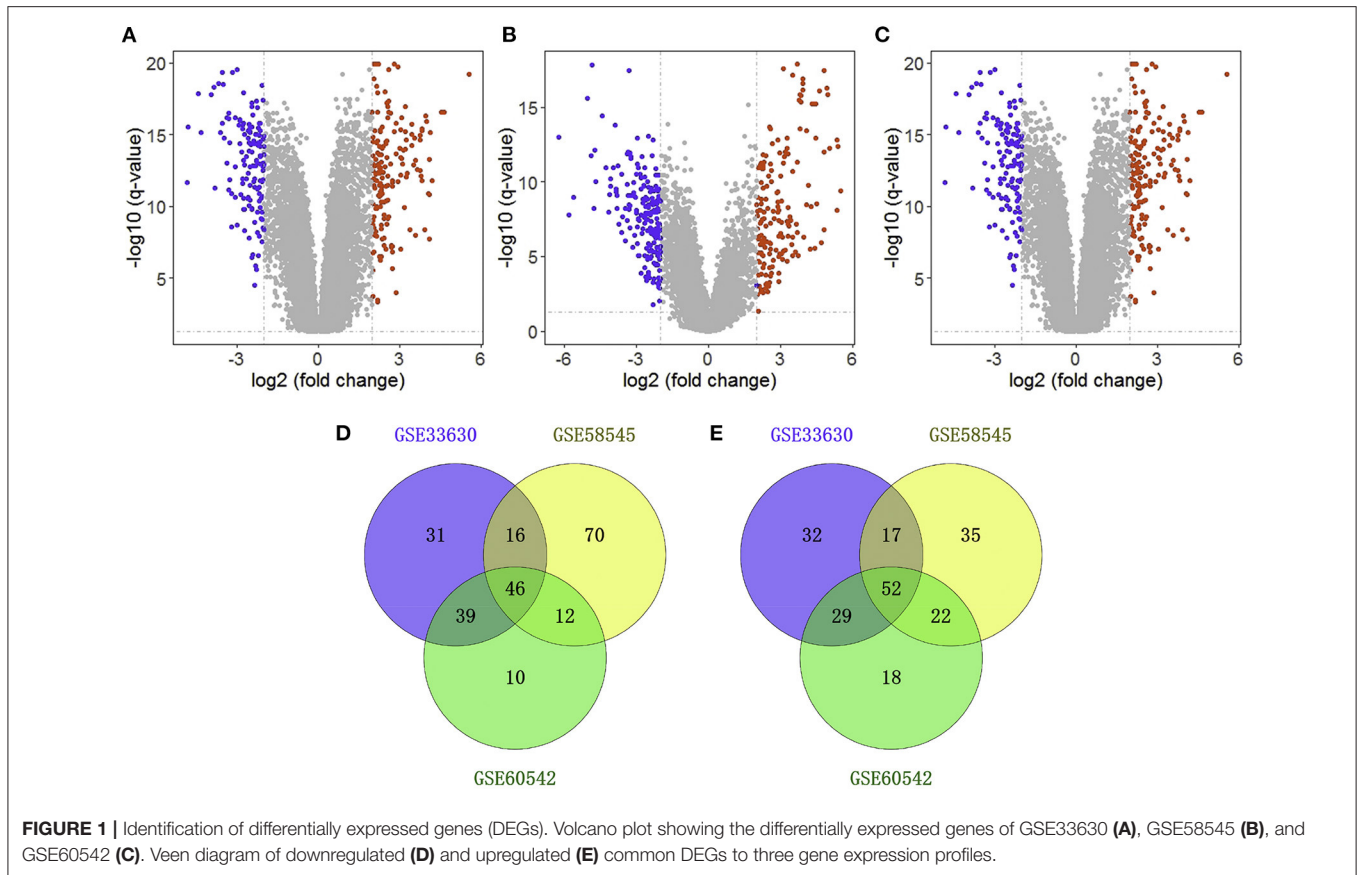 A
B
C
20
15
10
5
-log10 (q-value)
-3 0 3 6
log2 (fold change)
15
10
5
0
-log10 (q-value)
-6 -3 0 3 6
log2 (fold change)
20
15
10
5
-log10 (q-value)
-3 0 3 6
log2 (fold change)
D
GSE33630
GSE58545
31
16
70
46
39
12
10
GSE60542
E
GSE33630
GSE58545
32
17
35
52
29
22
18
GSE60542
FIGURE 1 | Identification of differentially expressed genes (DEGs). Volcano plot showing the differentially expressed genes of GSE33630 (A), GSE58545 (B), and
GSE60542 (C). Veen diagram of downregulated (D) and upregulated (E) common DEGs to three gene expression profiles.